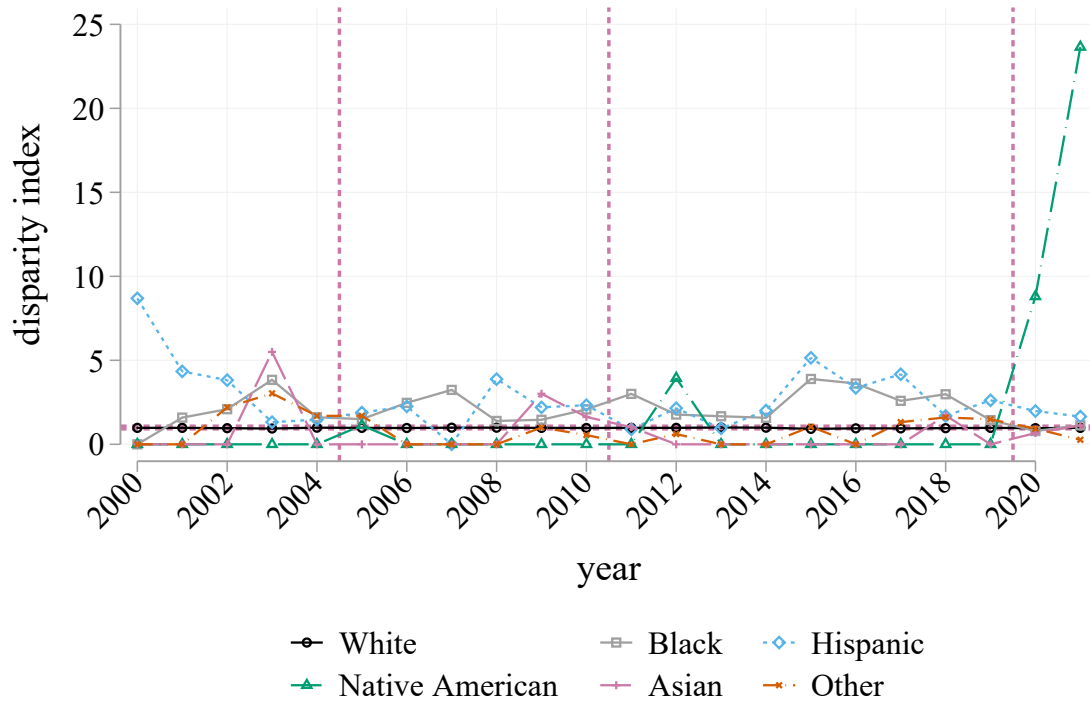 25
20
15
10
5
0
disparity index
2000 2002 2004 2006 2008 2010 2012 2014 2016 2018 2020
year
White Black Hispanic
Native American Asian Other